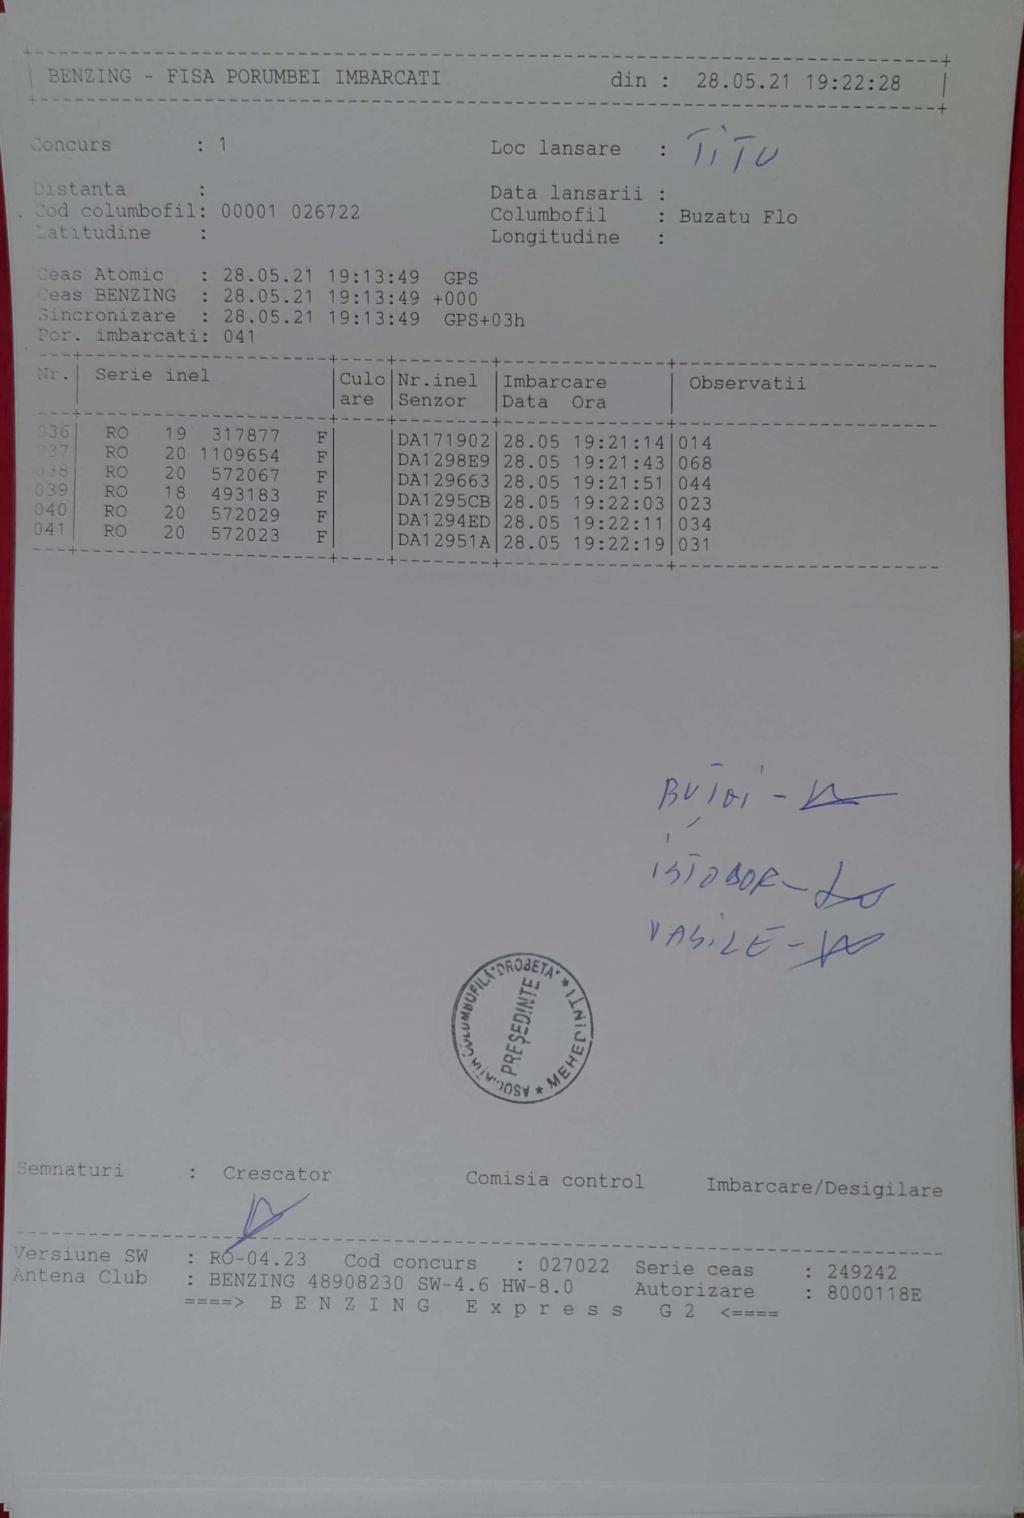 BENZING - FISA PORUMBEI IMBARCATI din : 28.05.21 19:22:28
Concurs : 1 Loc lansare : TITU
Distanta : Data lansarii :
Cod columbofil: 00001 026722 Columbofil : Buzatu Flo
Latitudine : Longitudine :
Ceas Atomic : 28.05.21 19:13:49 GPS
Ceas BENZING : 28.05.21 19:13:49 +000
Sincronizare : 28.05.21 19:13:49 GPS+03h
Por. imbarcati: 041
Nr. Serie inel Culo Nr.inel Imbarcare Observatii
are Senzor Data Ora
036 RO 19 317877 F DA171902 28.05 19:21:14 014
037 RO 20 1109654 F DA1298E9 28.05 19:21:43 068
038 RO 20 572067 F DA129663 28.05 19:21:51 044
039 RO 18 493183 F DA1295CB 28.05 19:22:03 023
040 RO 20 572029 F DA1294ED 28.05 19:22:11 034
041 RO 20 572023 F DA12951A 28.05 19:22:19 031
BUȚOI -
ISTODOR -
VASILE -
ASOCIAȚIA COLUMBOFILĂ "DROBETA" * MEHEDINȚI *
PREȘEDINTE
Semnaturi : Crescator Comisia control Imbarcare/Desigilare
Versiune SW : RO-04.23 Cod concurs : 027022 Serie ceas : 249242
Antena Club : BENZING 48908230 SW-4.6 HW-8.0 Autorizare : 8000118E
====> B E N Z I N G E x p r e s s G 2 <====